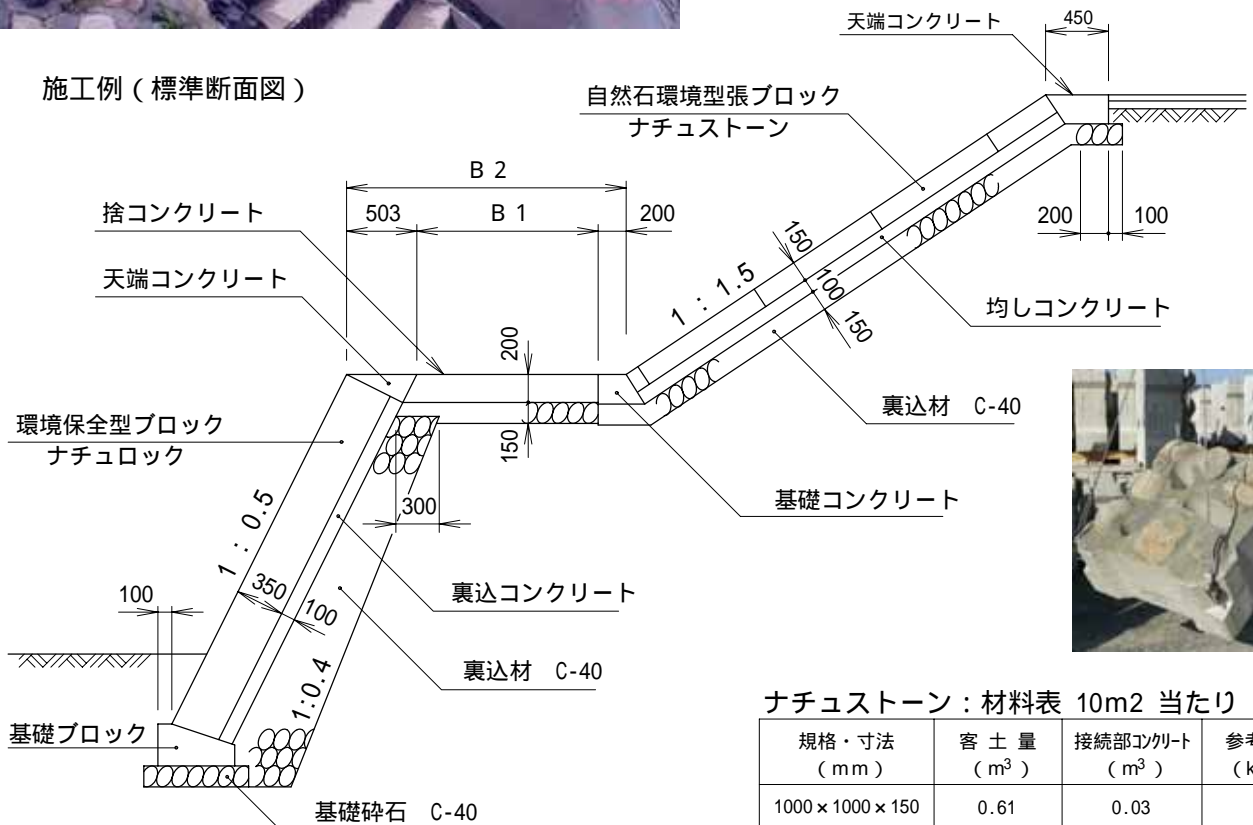 天端コンクリート
450
施工例（標準断面図）
自然石環境型張ブロック
ナチュストーン
B 2
捨コンクリート
503
B 1
200
200
100
天端コンクリート
150
100
150
1 : 1.5
均しコンクリート
200
150
環境保全型ブロック
ナチュロック
裏込材 C-40
300
基礎コンクリート
1 : 0.5
350
100
100
裏込コンクリート
裏込材 C-40
1:0.4
基礎ブロック
基礎砕石 C-40
ナチュストーン：材料表 10m2 当たり
規格・寸法 客 土 量 接続部コンクリート
（mm） （m³） （m³）
1000×1000×150 0.61 0.03